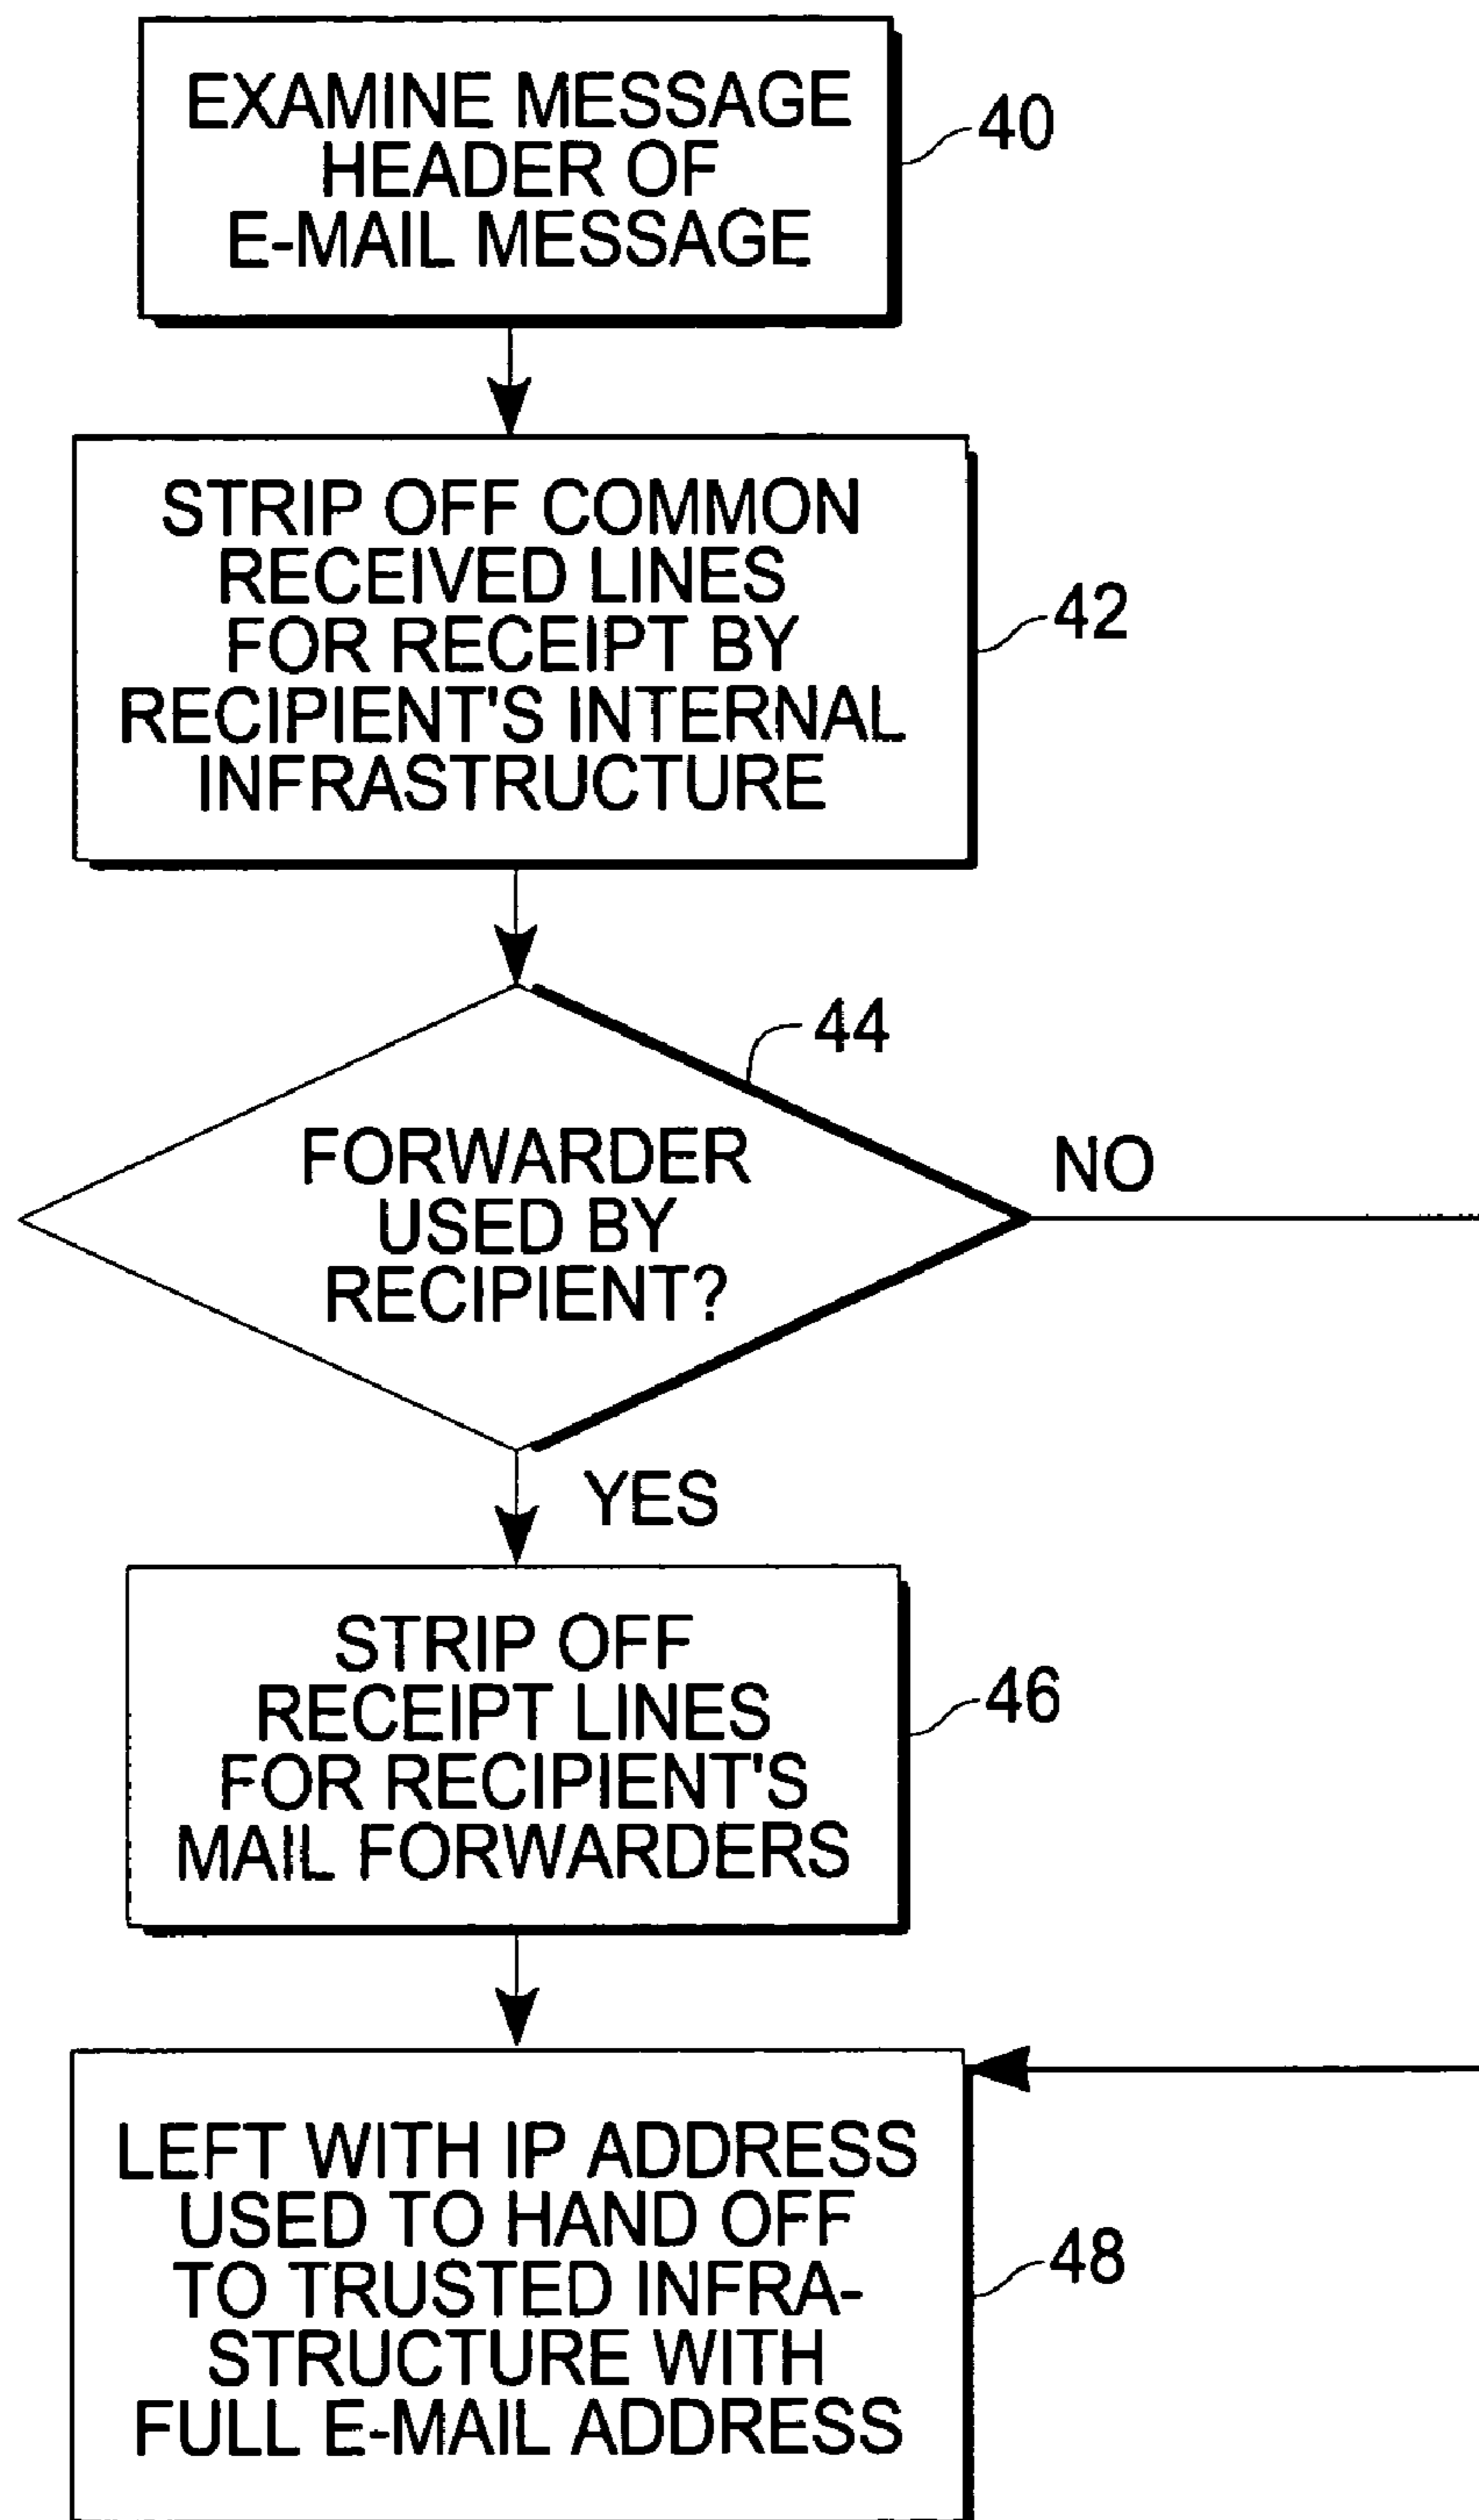 EXAMINE MESSAGE
HEADER OF
E-MAIL MESSAGE
40
STRIP OFF COMMON
RECEIVED LINES
FOR RECEIPT BY
RECIPIENT'S INTERNAL
INFRASTRUCTURE
42
44
FORWARDER
USED BY
RECIPIENT?
NO
YES
STRIP OFF
RECEIPT LINES
FOR RECIPIENT'S
MAIL FORWARDERS
46
LEFT WITH IP ADDRESS
USED TO HAND OFF
TO TRUSTED INFRA-
STRUCTURE WITH
FULL E-MAIL ADDRESS
48